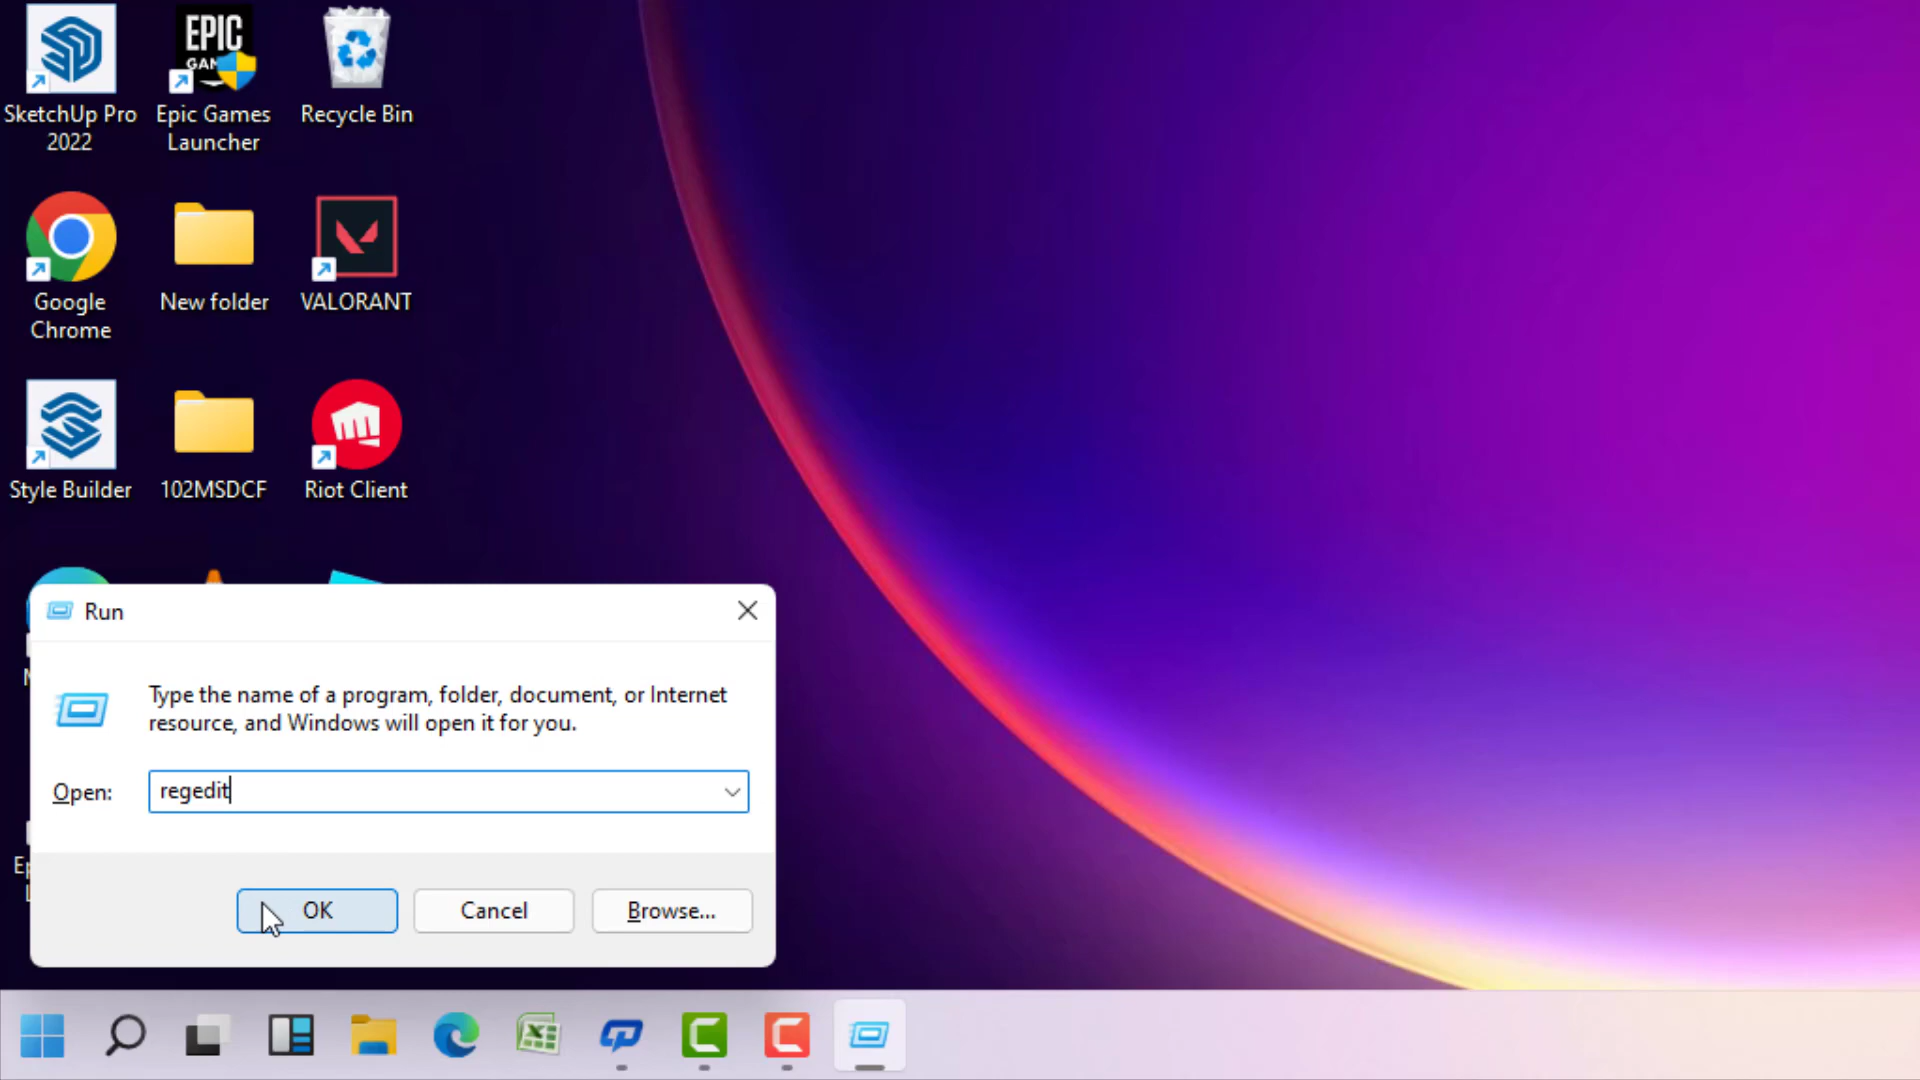 SketchUp Pro
2022
EPIC
GAMES
Epic Games
Launcher
Recycle Bin
Google
Chrome
New folder
VALORANT
Style Builder
102MSDCF
Riot Client
Run
Type the name of a program, folder, document, or Internet
resource, and Windows will open it for you.
Open:
regedit
OK
Cancel
Browse...